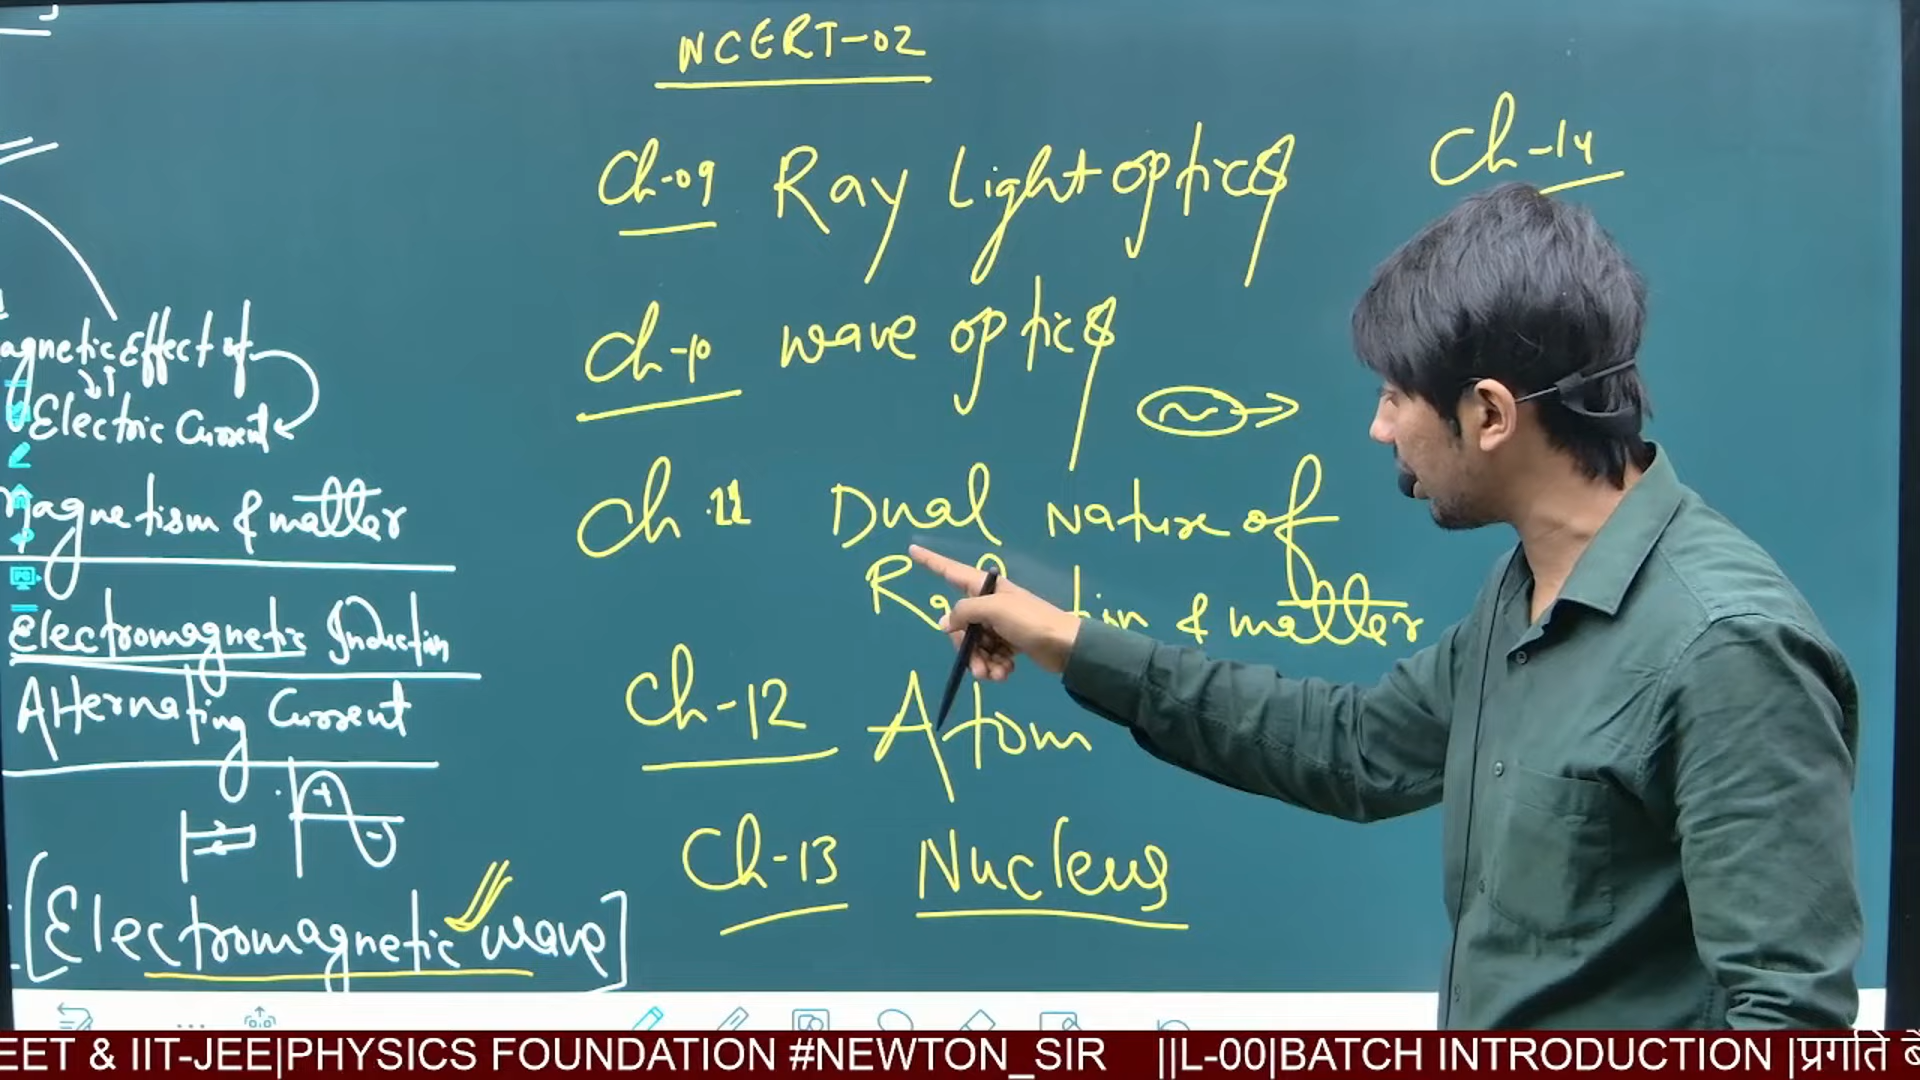 NCERT-02
Ch-09 Ray Light optics
Ch-14
Ch-10 wave optics
Ch 11 Dual Nature of
& matter
Ch-12 Atom
Ch-13 Nucleus
agnetic Effect of
Electric Current
Magnetism & matter
Electromagnetic Induction
Alternating Current
[Electromagnetic wave]
EET & IIT-JEE|PHYSICS FOUNDATION #NEWTON_SIR ||L-00|BATCH INTRODUCTION |प्रगति